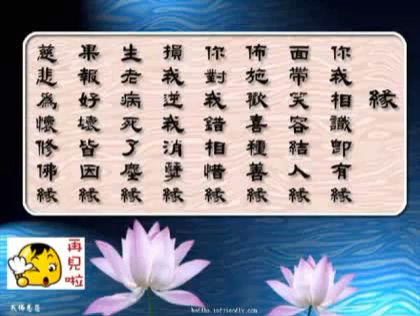 緣
你我相識即有緣
面帶笑容結人緣
佈施歡喜種善緣
你對我錯相惜緣
損我逆我消孽緣
生老病死了塵緣
果報好壞皆因緣
慈悲為懷修佛緣
再見啦